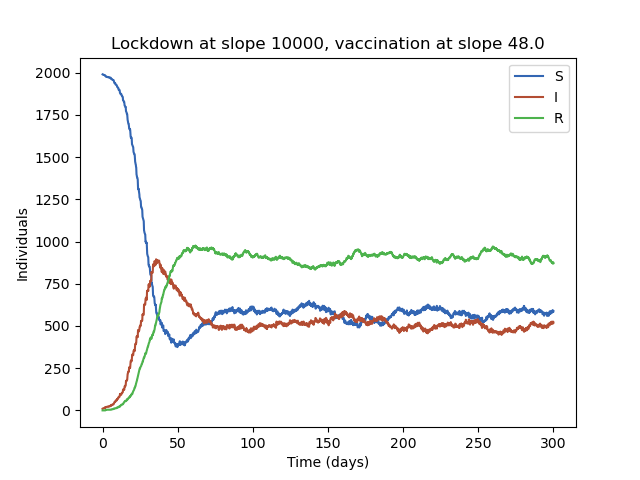 Lockdown at slope 10000, vaccination at slope 48.0
2000
1750
1500
1250
1000
750
500
250
0
Individuals
S
I
R
0 50 100 150 200 250 300
Time (days)